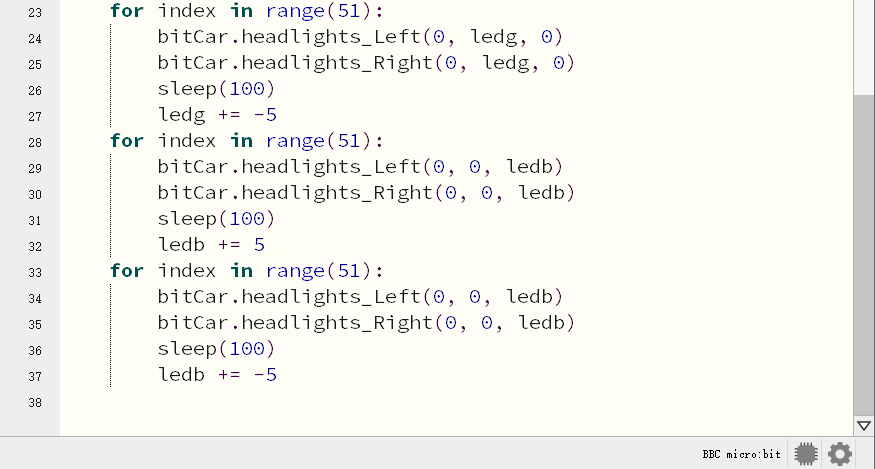 23 for index in range(51):
24 bitCar.headlights_Left(0, ledg, 0)
25 bitCar.headlights_Right(0, ledg, 0)
26 sleep(100)
27 ledg += -5
28 for index in range(51):
29 bitCar.headlights_Left(0, 0, ledb)
30 bitCar.headlights_Right(0, 0, ledb)
31 sleep(100)
32 ledb += 5
33 for index in range(51):
34 bitCar.headlights_Left(0, 0, ledb)
35 bitCar.headlights_Right(0, 0, ledb)
36 sleep(100)
37 ledb += -5
38
BBC micro:bit